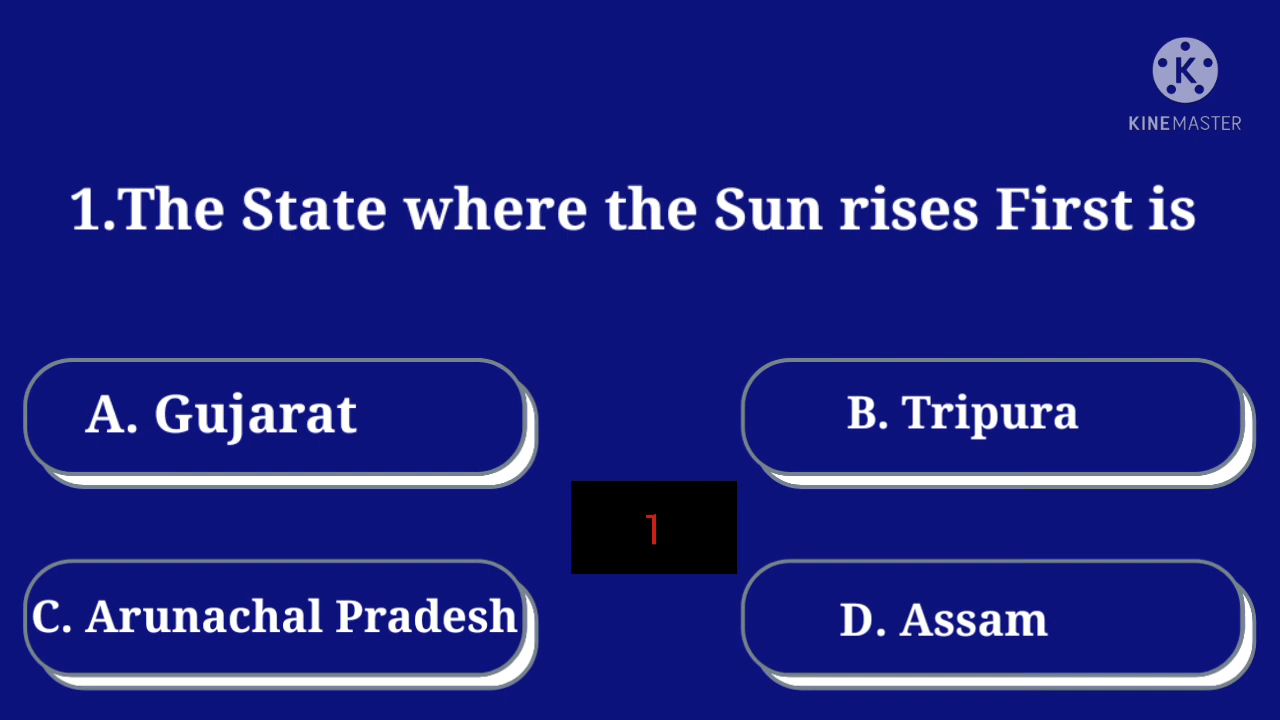 KINEMASTER
1.The State where the Sun rises First is
A. Gujarat
B. Tripura
1
C. Arunachal Pradesh
D. Assam